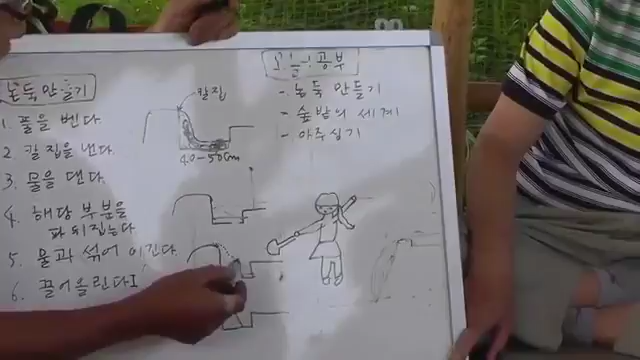 논둑만들기
1. 풀을 벤다.
2. 칼집을 낸다.
3. 물을 댄다.
4. 해당 부분을
파 뒤집는다.
5. 물과 섞어 이긴다.
6. 끌어올린다
칼집
40-50cm
오늘의 공부
- 논둑 만들기
- 숲밭의 세계
- 아주심기